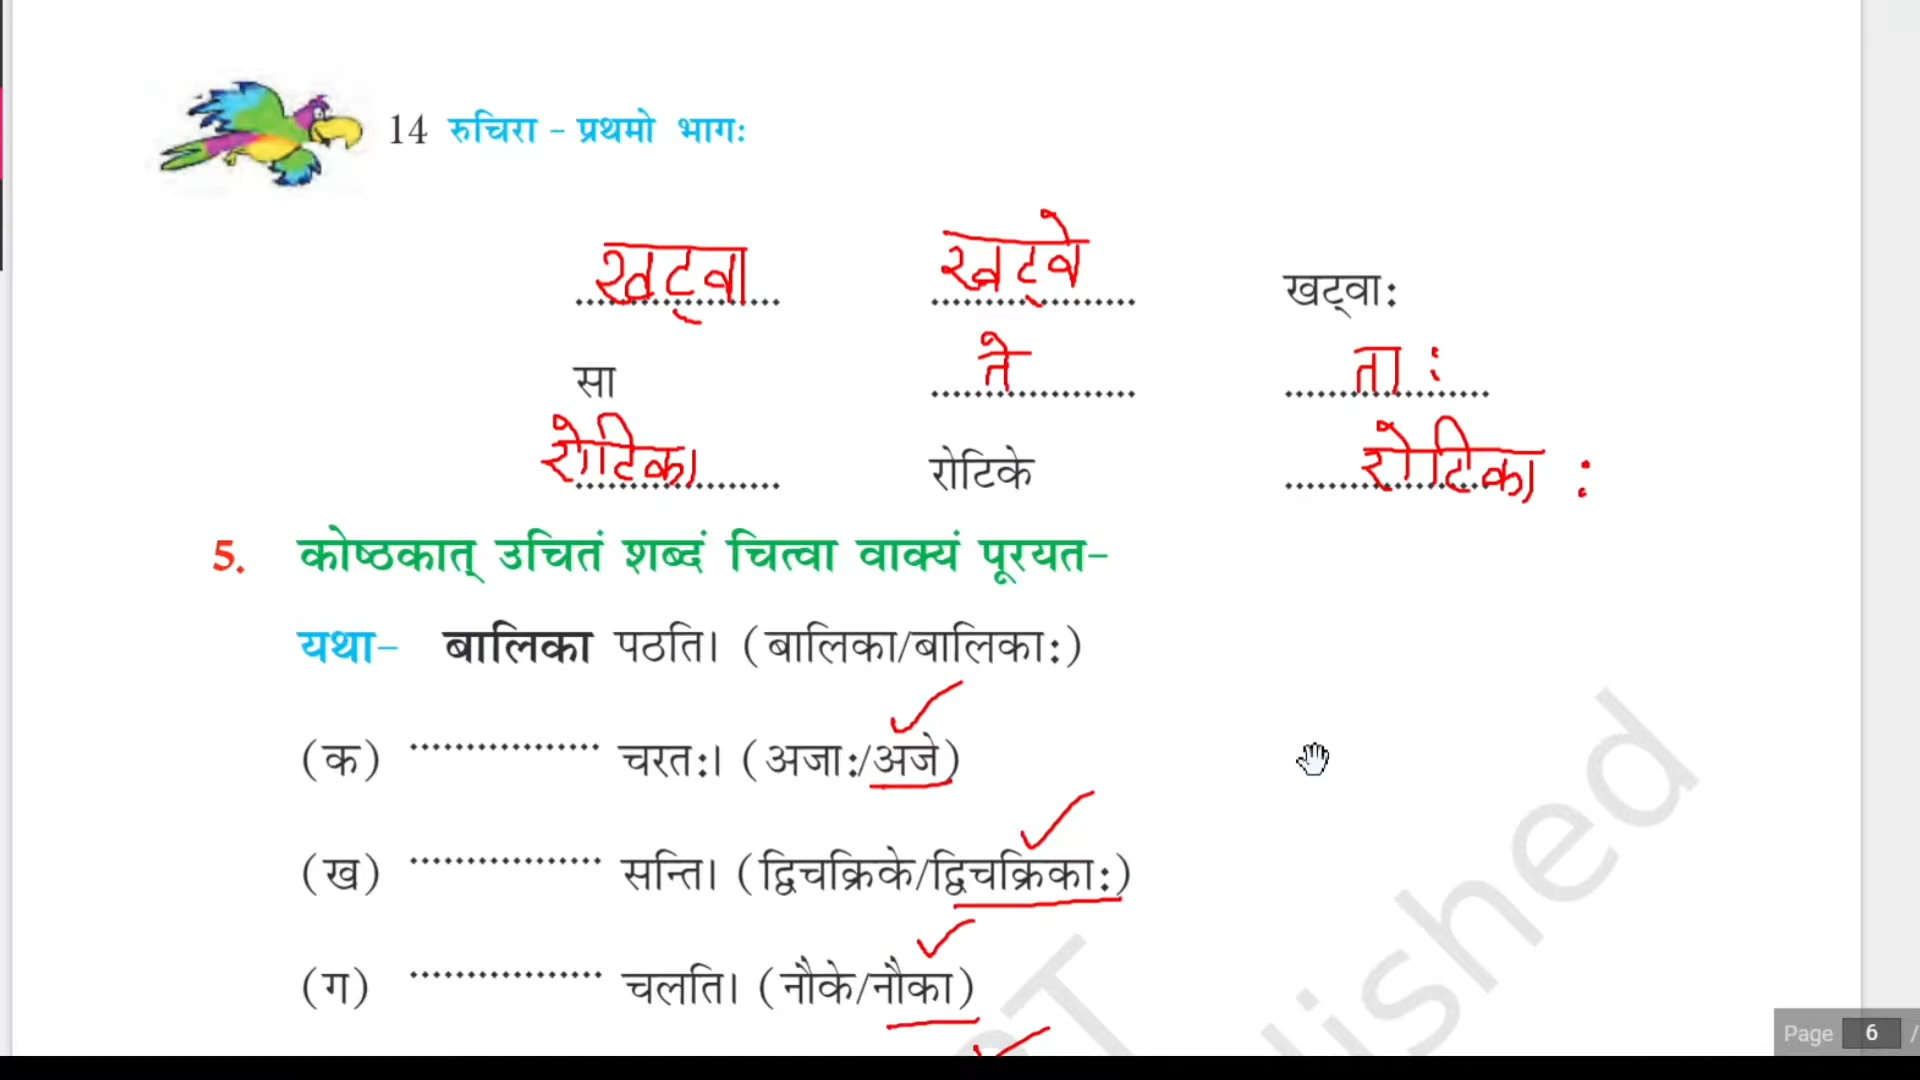 14 रुचिरा - प्रथमो भागः
खट्वा खट्वे खट्वाः
सा ते ताः
रोटिका रोटिके रोटिकाः
5. कोष्ठकात् उचितं शब्दं चित्वा वाक्यं पूरयत-
यथा- बालिका पठति। (बालिका/बालिकाः)
(क) .................. चरतः। (अजाः/अजे)
(ख) .................. सन्ति। (द्विचक्रिके/द्विचक्रिकाः)
(ग) .................. चलति। (नौके/नौका)
Page 6 /